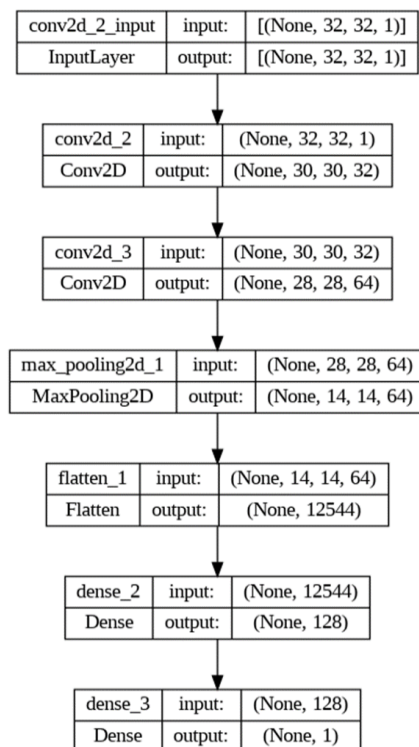 conv2d_2_input input: [(None, 32, 32, 1)]
InputLayer output: [(None, 32, 32, 1)]
conv2d_2 input: (None, 32, 32, 1)
Conv2D output: (None, 30, 30, 32)
conv2d_3 input: (None, 30, 30, 32)
Conv2D output: (None, 28, 28, 64)
max_pooling2d_1 input: (None, 28, 28, 64)
MaxPooling2D output: (None, 14, 14, 64)
flatten_1 input: (None, 14, 14, 64)
Flatten output: (None, 12544)
dense_2 input: (None, 12544)
Dense output: (None, 128)
dense_3 input: (None, 128)
Dense output: (None, 1)